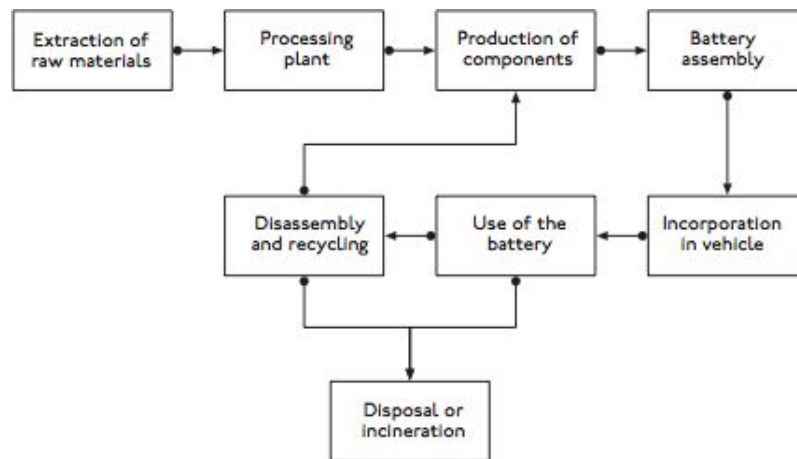 Extraction of
raw materials
Processing
plant
Production of
components
Battery
assembly
Disassembly
and recycling
Use of the
battery
Incorporation
in vehicle
Disposal or
incineration